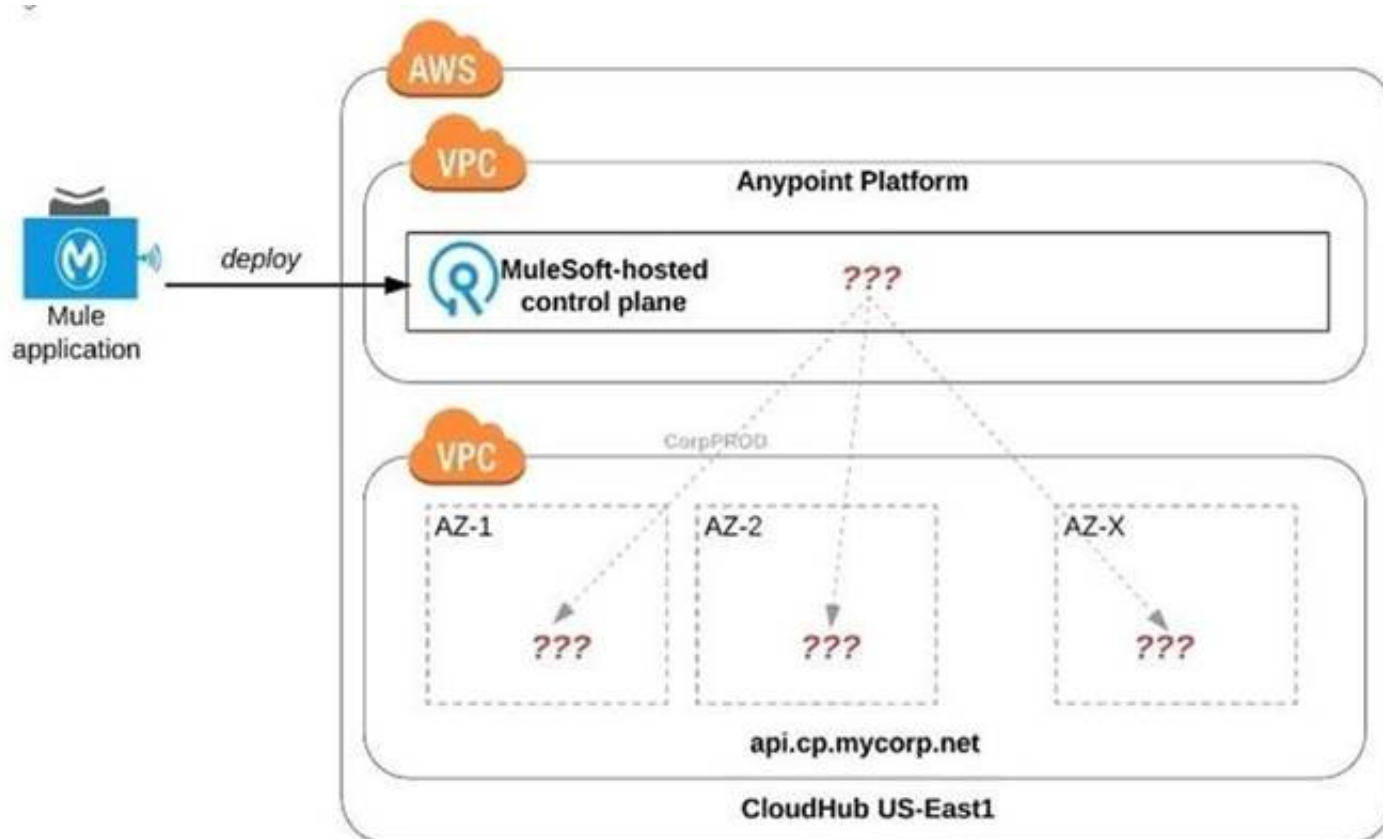 AWS
VPC
Anypoint Platform
deploy
MuleSoft-hosted
control plane
???
Mule
application
CorpPROD
VPC
AZ-1
AZ-2
AZ-X
???
???
???
api.cp.mycorp.net
CloudHub US-East1